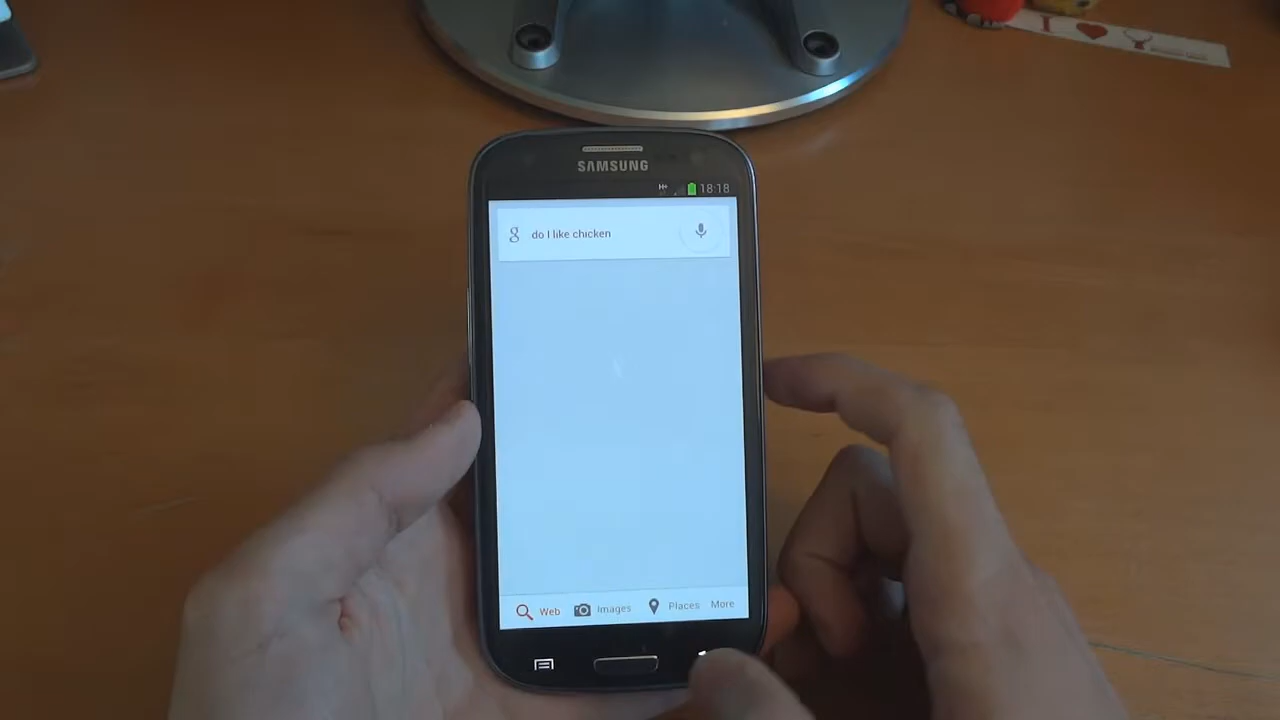 I
SAMSUNG
H+ 18:18
g do I like chicken
Web Images Places More